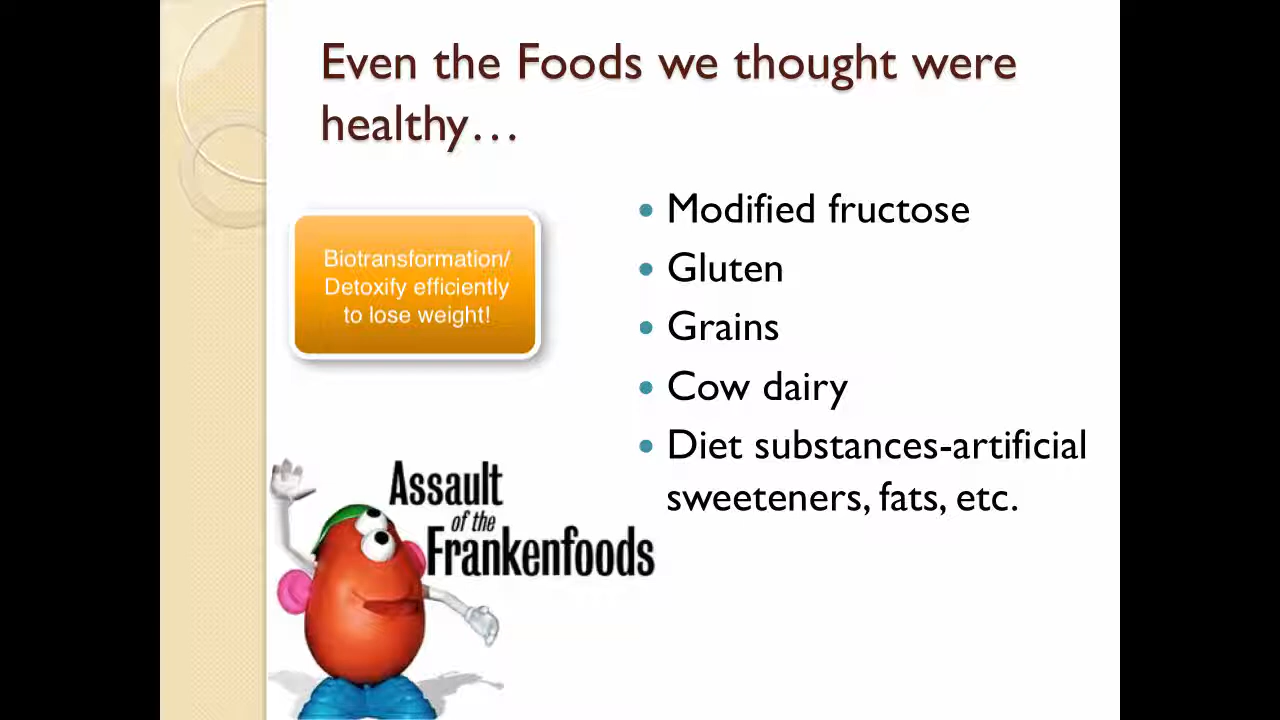 Even the Foods we thought were
healthy…
Biotransformation/
Detoxify efficiently
to lose weight!
• Modified fructose
• Gluten
• Grains
• Cow dairy
• Diet substances-artificial
sweeteners, fats, etc.
Assault
of the
Frankenfoods